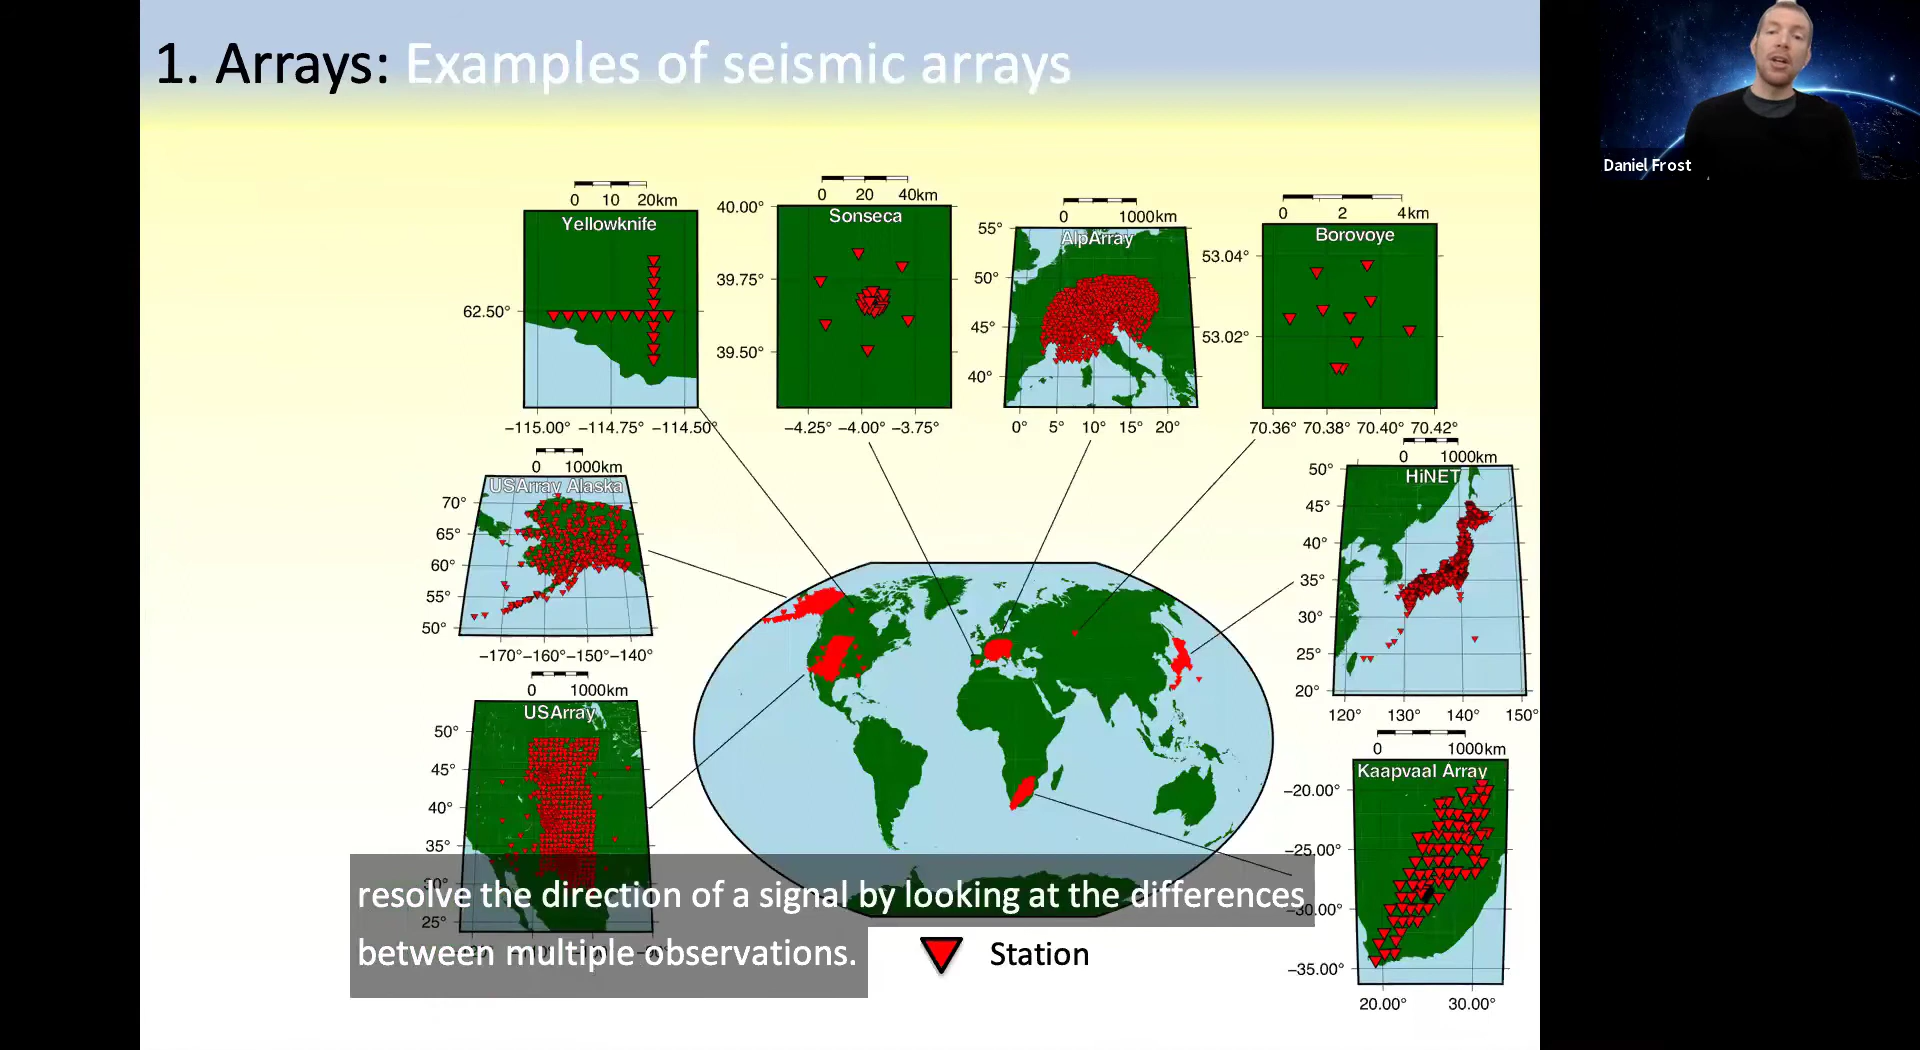 1. Arrays: Examples of seismic arrays
Daniel Frost
0 10 20km
Yellowknife
62.50°
−115.00° −114.75° −114.50°
0 20 40km
Sonseca
40.00°
39.75°
39.50°
−4.25° −4.00° −3.75°
0 1000km
AlpArray
55°
50°
45°
40°
0° 5° 10° 15° 20°
0 2 4km
Borovoye
53.04°
53.02°
70.36° 70.38° 70.40° 70.42°
0 1000km
USArray Alaska
70°
65°
60°
55°
50°
−170° −160° −150° −140°
0 1000km
HiNET
50°
45°
40°
35°
30°
25°
20°
120° 130° 140° 150°
0 1000km
USArray
50°
45°
40°
35°
30°
25°
0 1000km
Kaapvaal Array
−20.00°
−25.00°
−30.00°
−35.00°
20.00° 30.00°
resolve the direction of a signal by looking at the differences
between multiple observations.
Station